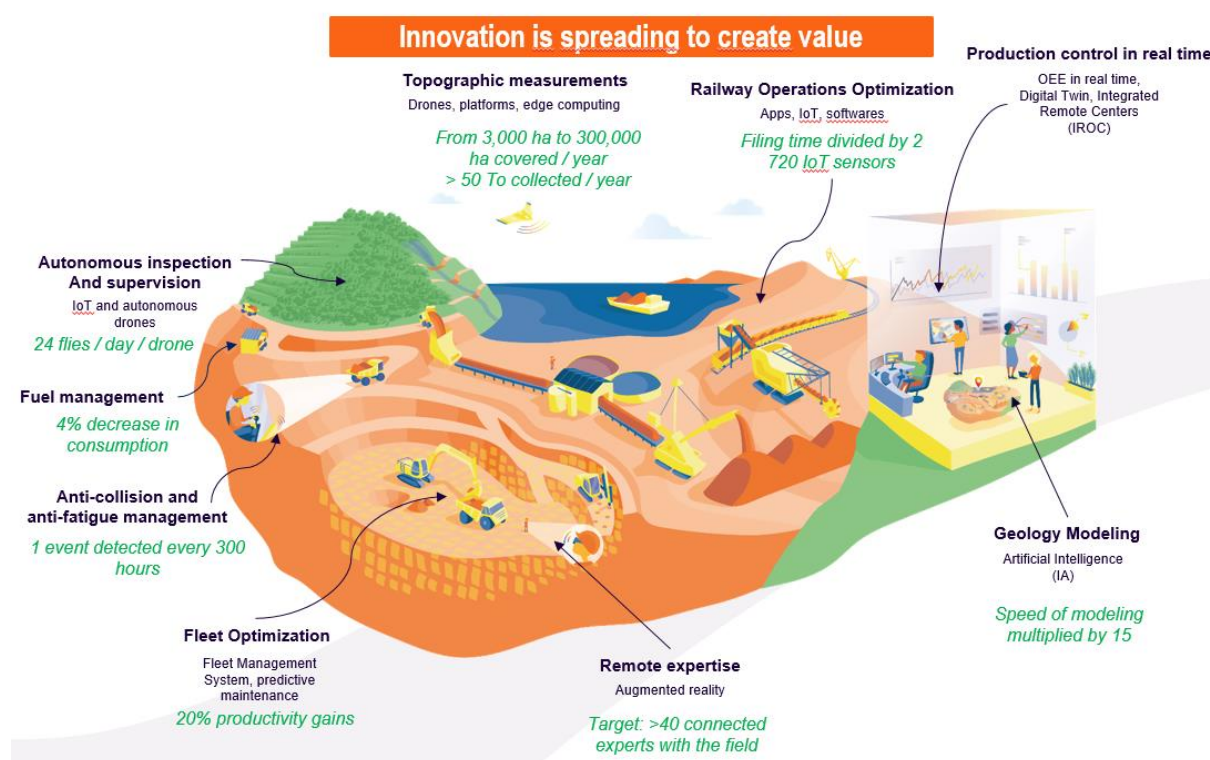 Innovation is spreading to create value
Topographic measurements
Drones, platforms, edge computing
From 3,000 ha to 300,000
ha covered / year
> 50 To collected / year
Railway Operations Optimization
Apps, IoT, softwares
Filing time divided by 2
720 IoT sensors
Production control in real time
OEE in real time,
Digital Twin, Integrated
Remote Centers
(IROC)
Autonomous inspection
And supervision
IoT and autonomous
drones
24 flies / day / drone
Fuel management
4% decrease in
consumption
Anti-collision and
anti-fatigue management
1 event detected every 300
hours
Fleet Optimization
Fleet Management
System, predictive
maintenance
20% productivity gains
Remote expertise
Augmented reality
Target: >40 connected
experts with the field
Geology Modeling
Artificial Intelligence
(IA)
Speed of modeling
multiplied by 15